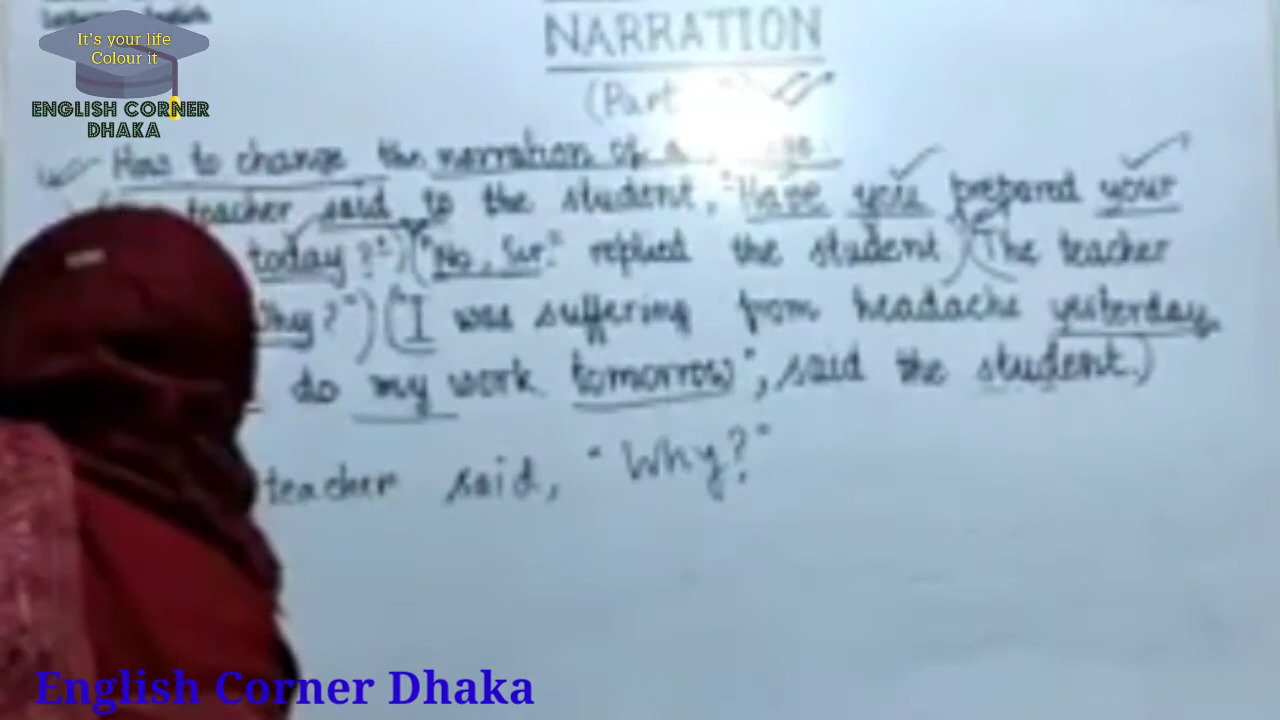 It's your life
Colour it
ENGLISH CORNER
DHAKA
NARRATION
(Part
How to change the narration of a
teacher said to the student, "Have you prepared your
today?") ("No, Sir." replied the student) (The teacher
Why?") ("I was suffering from headache yesterday.
do my work tomorrow", said the student.)
teacher said, "Why?"
English Corner Dhaka